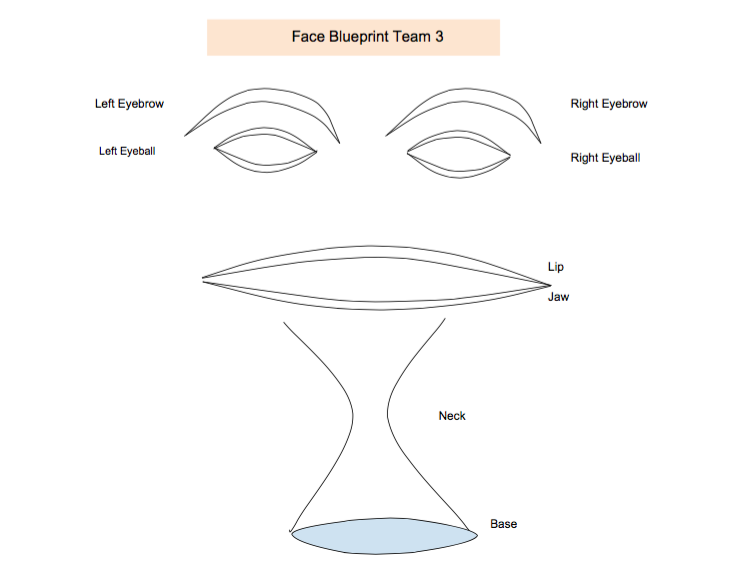 Face Blueprint Team 3
Left Eyebrow
Right Eyebrow
Left Eyeball
Right Eyeball
Lip
Jaw
Neck
Base